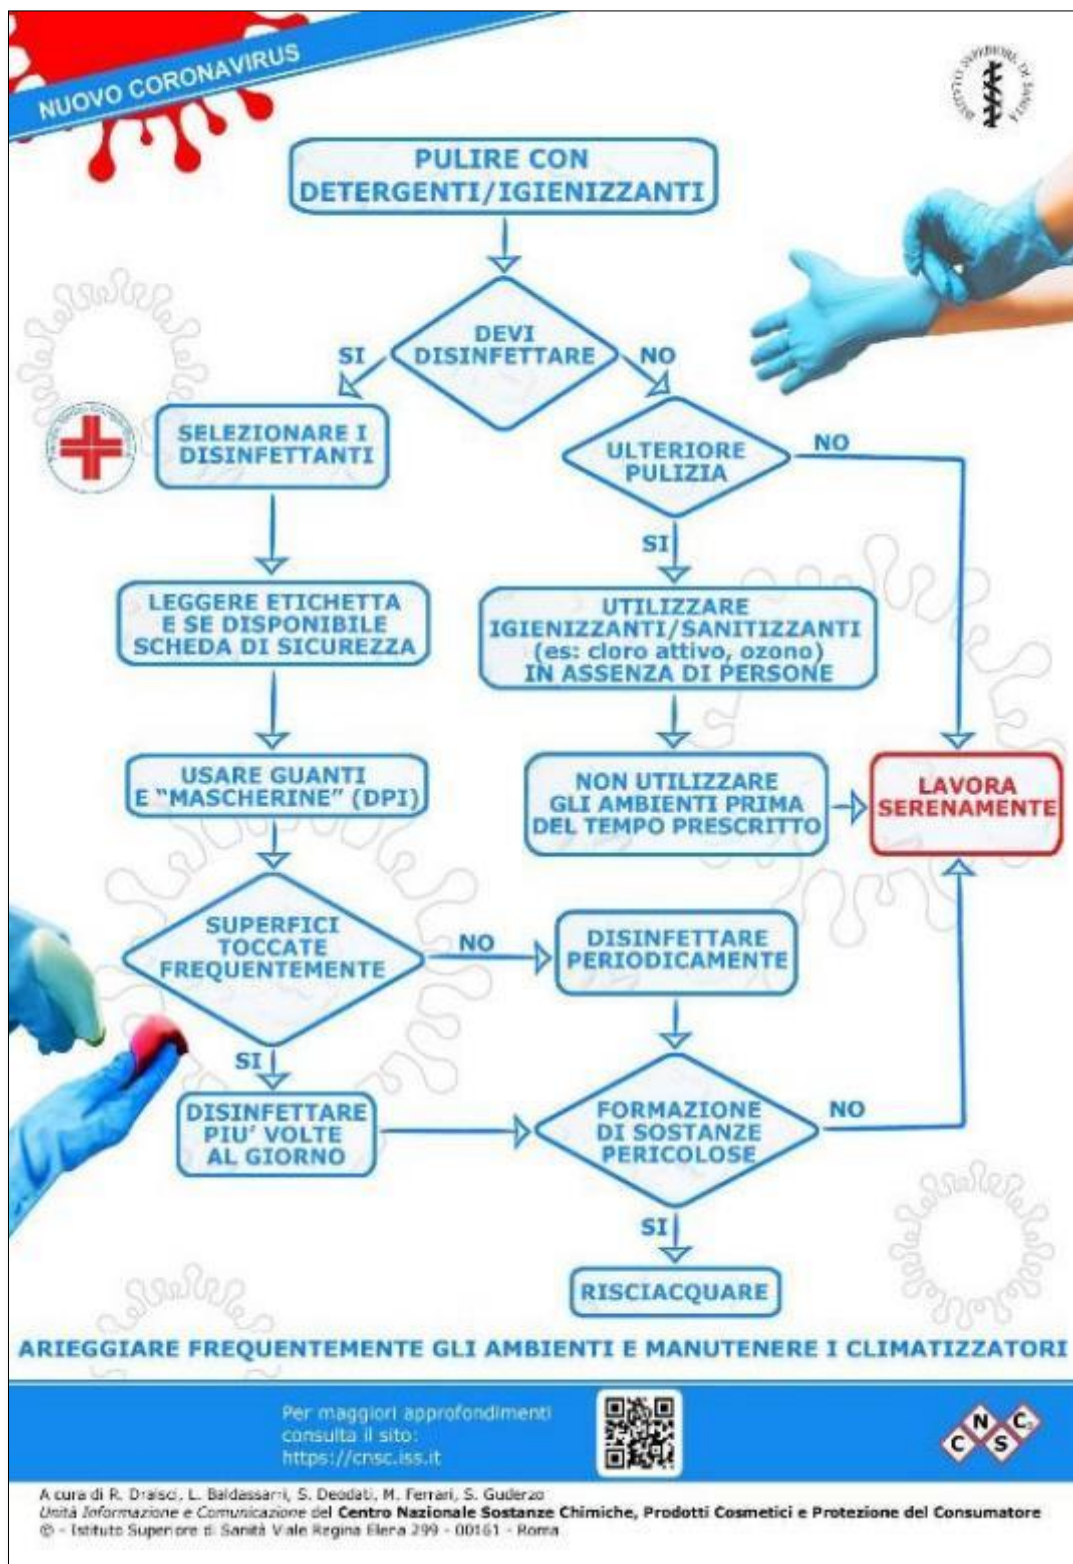 NUOVO CORONAVIRUS
ISTITUTO SUPERIORE DI SANITÀ
PULIRE CON
DETERGENTI/IGIENIZZANTI
DEVI
DISINFETTARE
SI
NO
SELEZIONARE I
DISINFETTANTI
ULTERIORE
PULIZIA
NO
SI
LEGGERE ETICHETTA
E SE DISPONIBILE
SCHEDA DI SICUREZZA
UTILIZZARE
IGIENIZZANTI/SANITIZZANTI
(es: cloro attivo, ozono)
IN ASSENZA DI PERSONE
USARE GUANTI
E “MASCHERINE” (DPI)
NON UTILIZZARE
GLI AMBIENTI PRIMA
DEL TEMPO PRESCRITTO
LAVORA
SERENAMENTE
SUPERFICI
TOCCATE
FREQUENTEMENTE
NO
DISINFETTARE
PERIODICAMENTE
SI
DISINFETTARE
PIU’ VOLTE
AL GIORNO
FORMAZIONE
DI SOSTANZE
PERICOLOSE
NO
SI
RISCIACQUARE
ARIEGGIARE FREQUENTEMENTE GLI AMBIENTI E MANUTENERE I CLIMATIZZATORI
Per maggiori approfondimenti
consulta il sito:
https://cnsc.iss.it
C N S C
A cura di R. Draisci, L. Baldassarri, S. Deodati, M. Ferrari, S. Guderzo
Unità Informazione e Comunicazione del Centro Nazionale Sostanze Chimiche, Prodotti Cosmetici e Protezione del Consumatore
© - Istituto Superiore di Sanità Viale Regina Elena 299 - 00161 - Roma